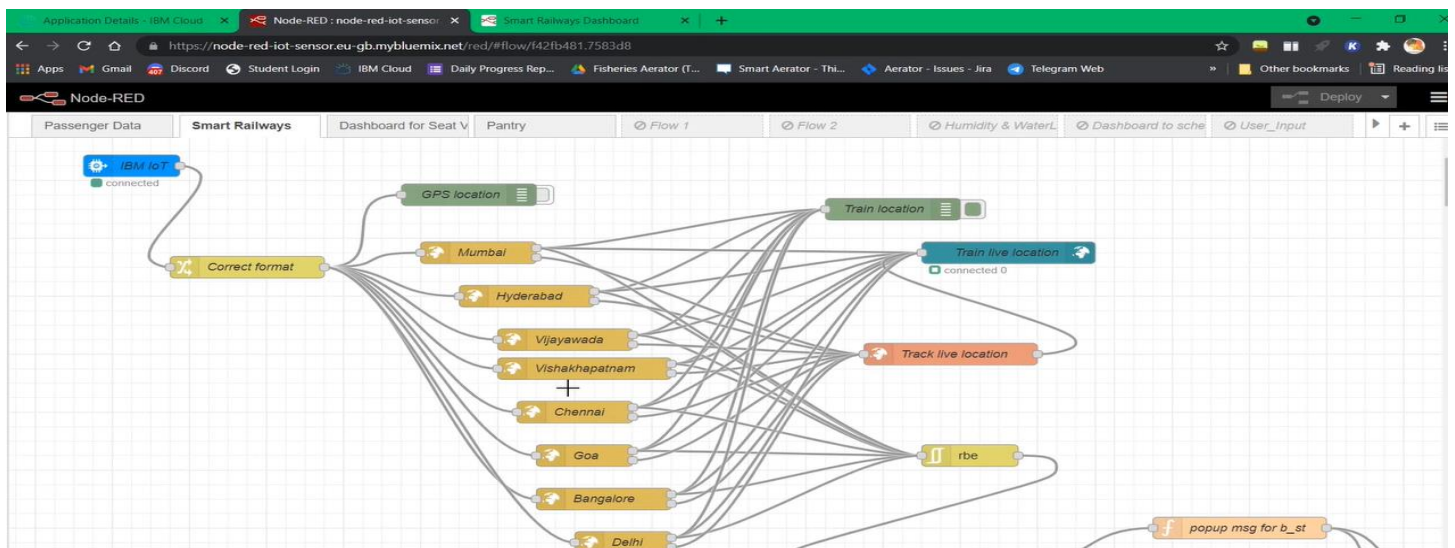 Application Details - IBM Cloud
Node-RED : node-red-iot-sensor
Smart Railways Dashboard
https://node-red-iot-sensor.eu-gb.mybluemix.net/red/#flow/f42fb481.7583d8
Apps Gmail Discord Student Login IBM Cloud Daily Progress Rep... Fisheries Aerator (T... Smart Aerator - Thi... Aerator - Issues - Jira Telegram Web » Other bookmarks Reading lis
Node-RED
Deploy
Passenger Data Smart Railways Dashboard for Seat V Pantry Flow 1 Flow 2 Humidity & WaterL Dashboard to sche User_Input
IBM IoT
connected
GPS location
Train location
Mumbai
Train live location
Correct format
connected 0
Hyderabad
Vijayawada
Track live location
Vishakhapatnam
Chennai
Goa
rbe
Bangalore
popup msg for b_st
Delhi